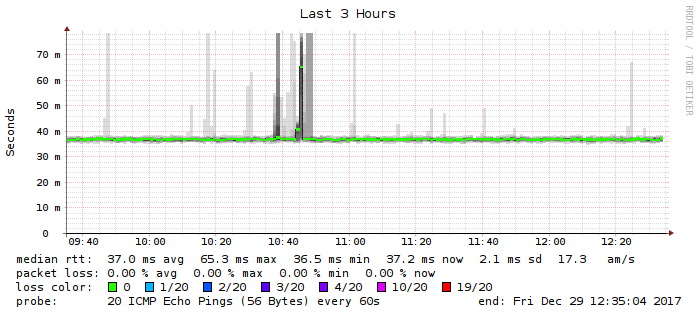 Last 3 Hours
RRDTOOL / TOBI OETIKER
Seconds
70 m
60 m
50 m
40 m
30 m
20 m
10 m
0
09:40 10:00 10:20 10:40 11:00 11:20 11:40 12:00 12:20
median rtt: 37.0 ms avg 65.3 ms max 36.5 ms min 37.2 ms now 2.1 ms sd 17.3 am/s
packet loss: 0.00 % avg 0.00 % max 0.00 % min 0.00 % now
loss color: 0 1/20 2/20 3/20 4/20 10/20 19/20
probe: 20 ICMP Echo Pings (56 Bytes) every 60s end: Fri Dec 29 12:35:04 2017